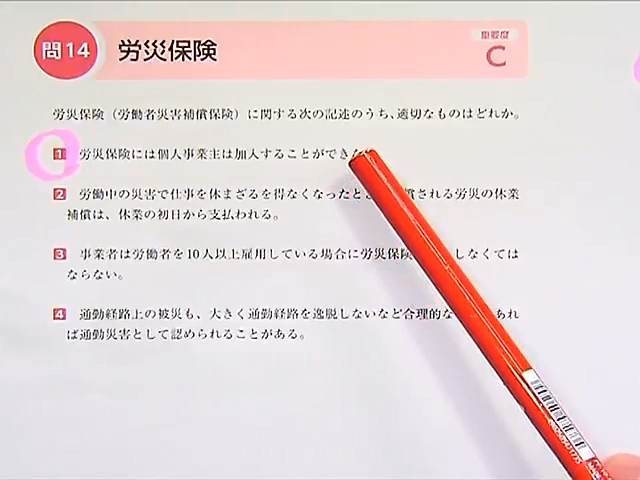 問14 労災保険
重要度
C
労災保険（労働者災害補償保険）に関する次の記述のうち、適切なものはどれか。
1 労災保険には個人事業主は加入することができな
2 労働中の災害で仕事を休まざるを得なくなったと 償される労災の休業
補償は、休業の初日から支払われる。
3 事業者は労働者を10人以上雇用している場合に労災保険 しなくては
ならない。
4 通勤経路上の被災も、大きく通勤経路を逸脱しないなど合理的な あれ
ば通勤災害として認められることがある。